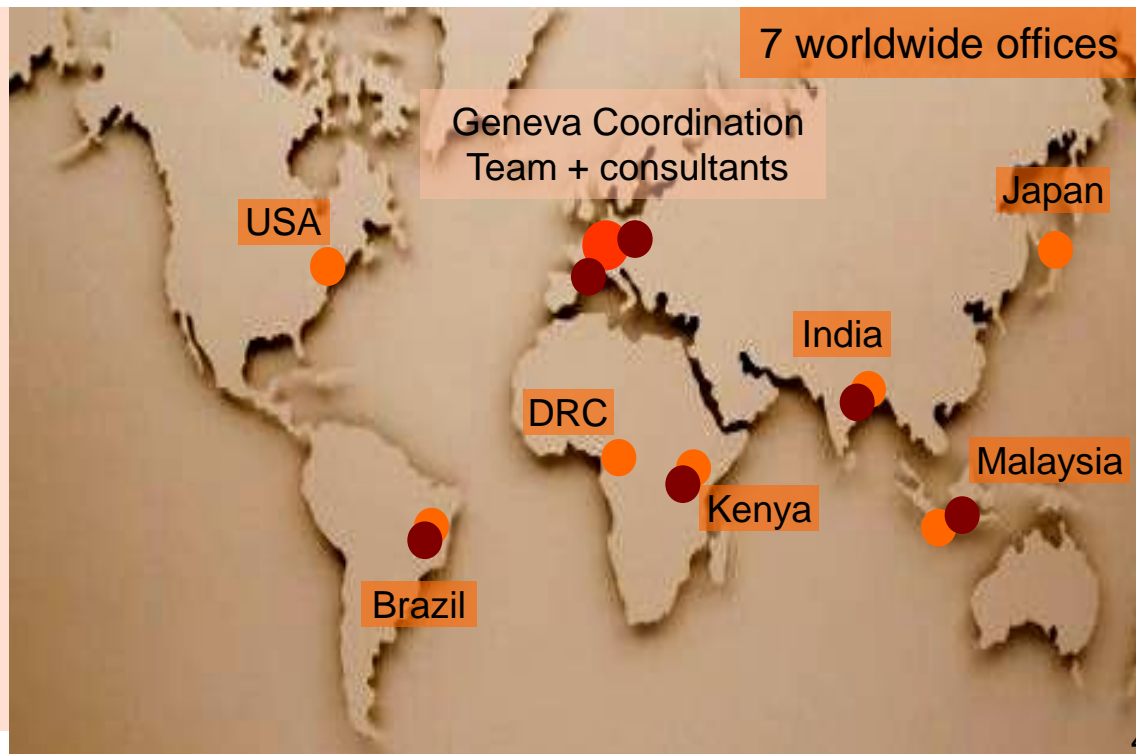 7 worldwide offices
Geneva Coordination
Team + consultants
Japan
USA
India
DRC
Malaysia
Kenya
Brazil